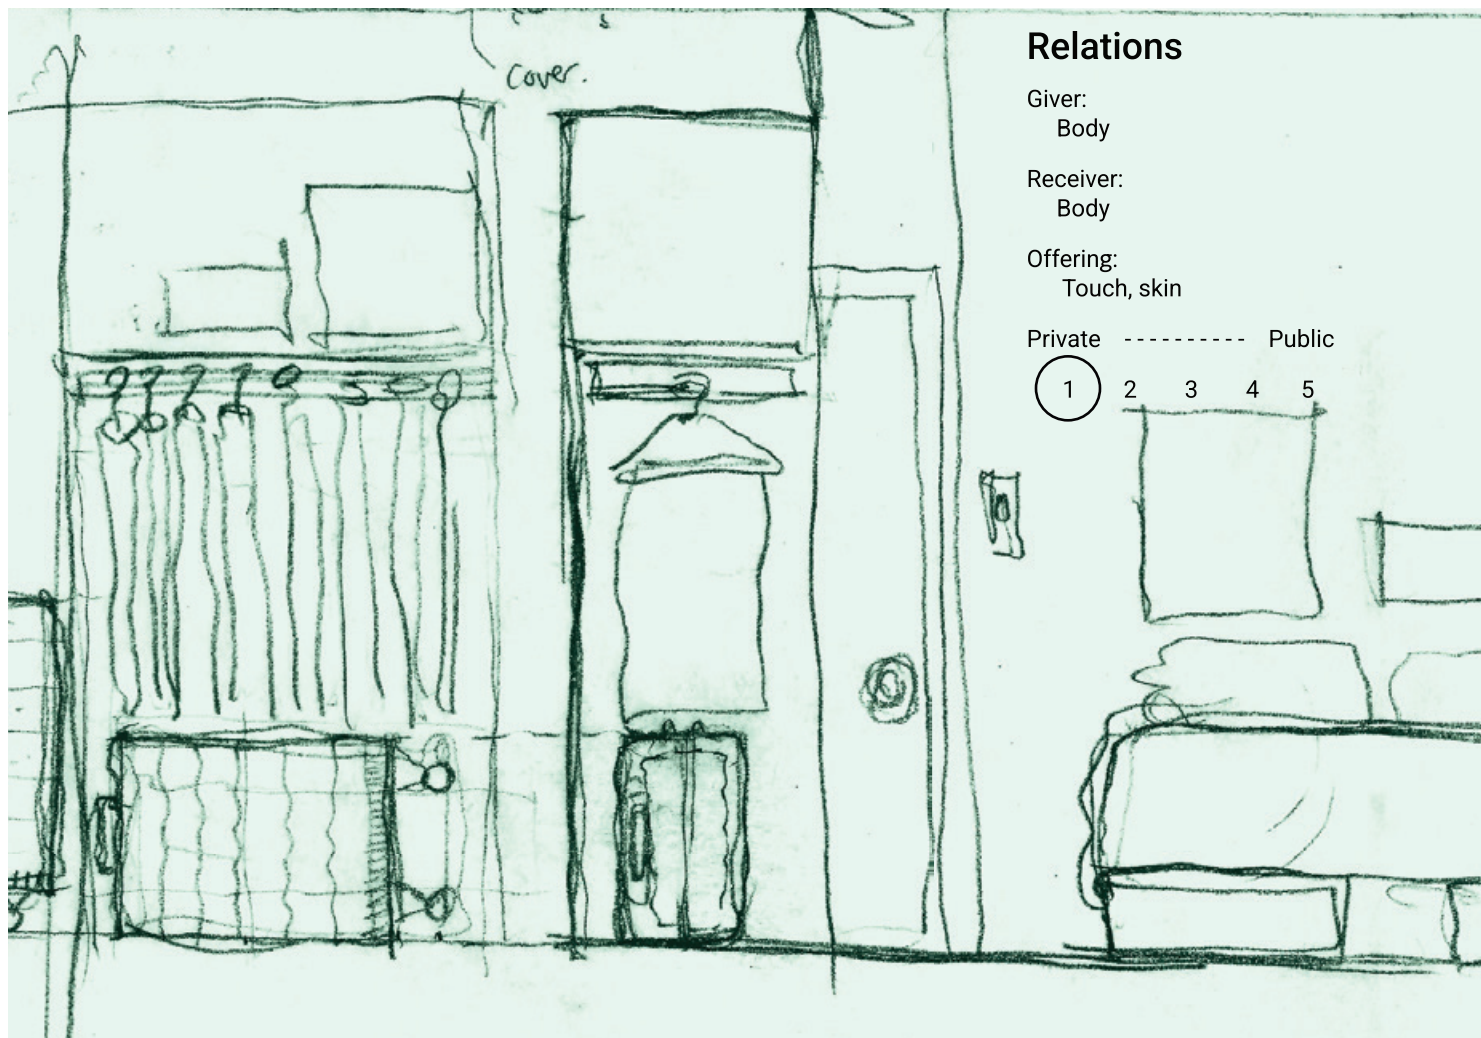 cover.
Relations
Giver:
Body
Receiver:
Body
Offering:
Touch, skin
Private ---------- Public
1 2 3 4 5